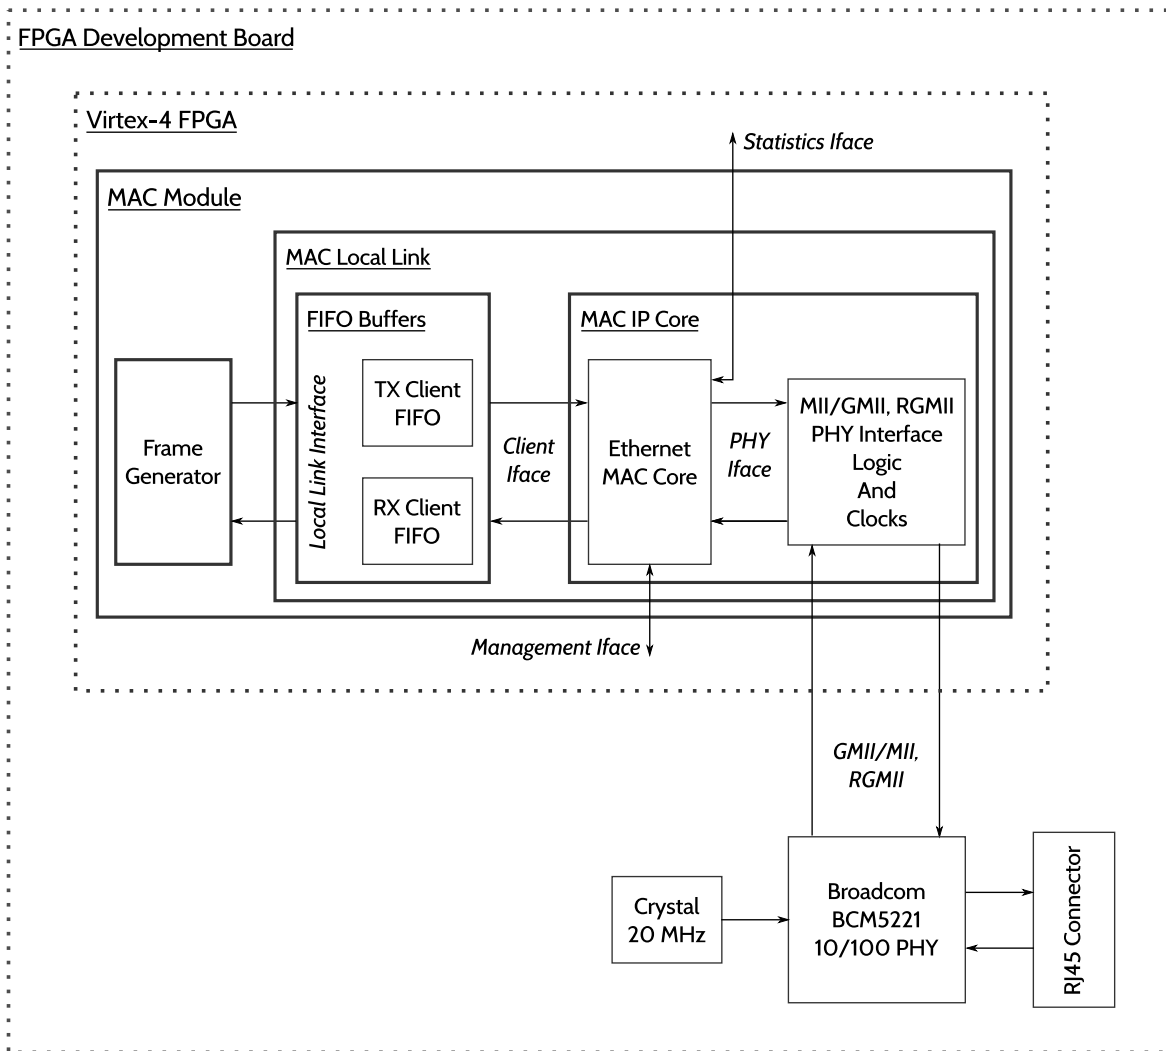 FPGA Development Board
Virtex-4 FPGA
Statistics Iface
MAC Module
MAC Local Link
FIFO Buffers
MAC IP Core
Frame
Generator
Local Link Interface
TX Client
FIFO
RX Client
FIFO
Client
Iface
Ethernet
MAC Core
PHY
Iface
MII/GMII, RGMII
PHY Interface
Logic
And
Clocks
Management Iface
GMII/MII,
RGMII
Crystal
20 MHz
Broadcom
BCM5221
10/100 PHY
RJ45 Connector